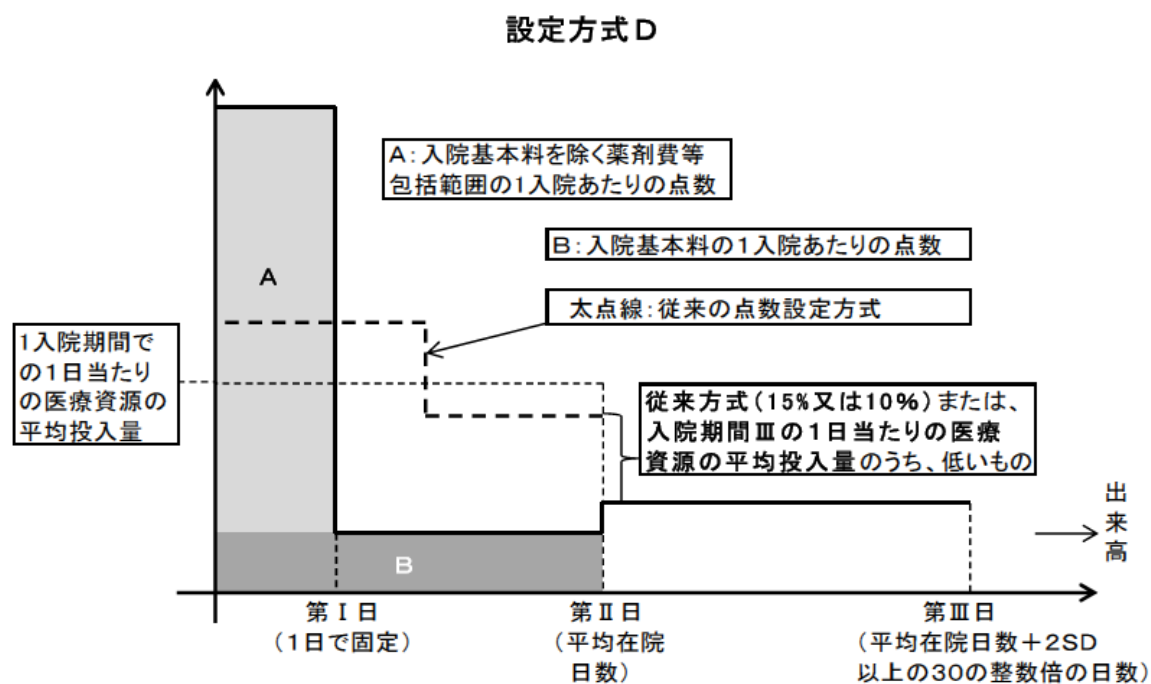 設定方式D
A:入院基本料を除く薬剤費等
包括範囲の1入院あたりの点数
B:入院基本料の1入院あたりの点数
A
太点線:従来の点数設定方式
1入院期間で
の1日当たり
の医療資源の
平均投入量
従来方式(15%又は10%)または、
入院期間Ⅲの1日当たりの医療
資源の平均投入量のうち、低いもの
出
来
高
B
第Ⅰ日
(1日で固定)
第Ⅱ日
(平均在院
日数)
第Ⅲ日
(平均在院日数+2SD
以上の30の整数倍の日数)